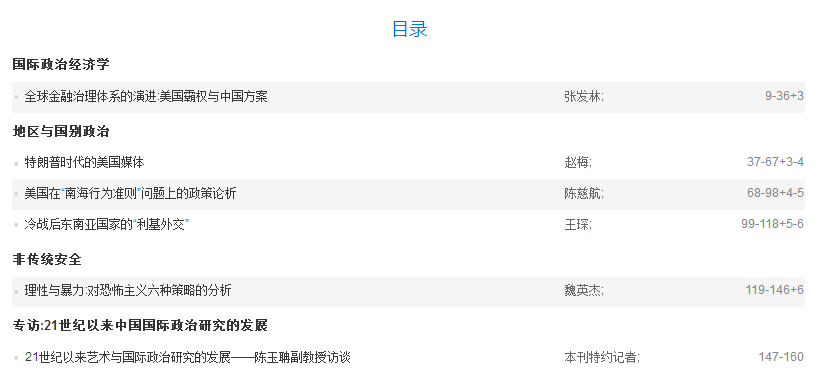 目录
国际政治经济学
全球金融治理体系的演进:美国霸权与中国方案 张发林; 9-36+3
地区与国别政治
特朗普时代的美国媒体 赵梅; 37-67+3-4
美国在“南海行为准则”问题上的政策论析 陈慈航; 68-98+4-5
冷战后东南亚国家的“利基外交” 王琛; 99-118+5-6
非传统安全
理性与暴力:对恐怖主义六种策略的分析 魏英杰; 119-146+6
专访:21世纪以来中国国际政治研究的发展
21世纪以来艺术与国际政治研究的发展——陈玉聃副教授访谈 本刊特约记者; 147-160